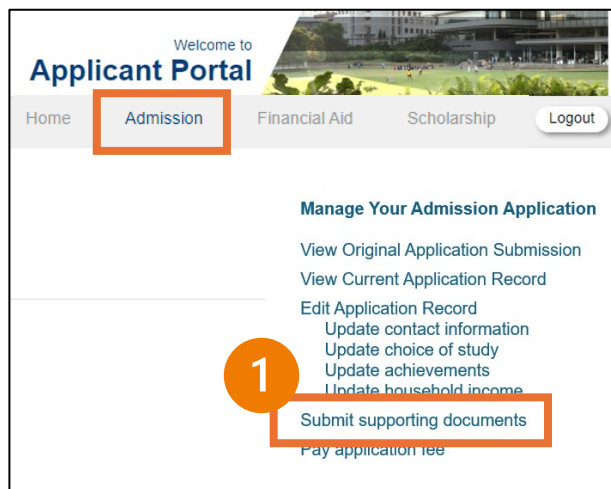 Welcome to
Applicant Portal
Home Admission Financial Aid Scholarship Logout
Manage Your Admission Application
View Original Application Submission
View Current Application Record
Edit Application Record
Update contact information
Update choice of study
Update achievements
Update household income
1
Submit supporting documents
Pay application fee